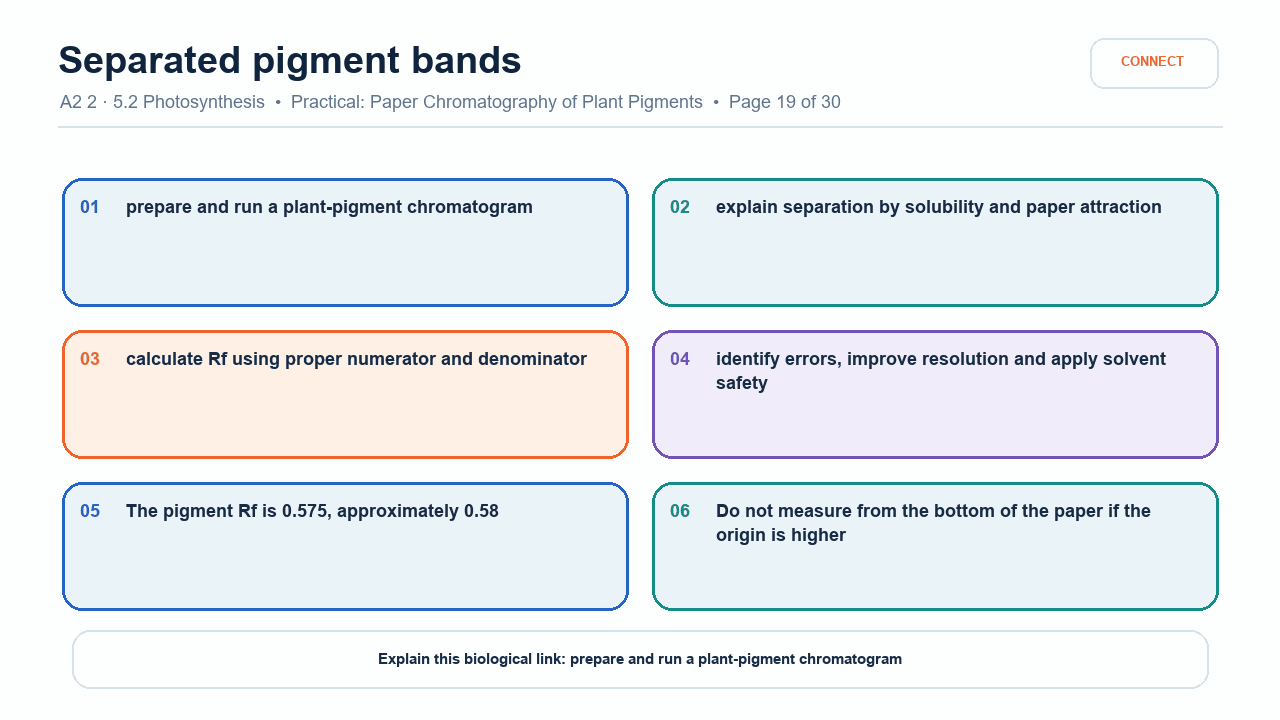 Separated pigment bands
CONNECT
A2 2 · 5.2 Photosynthesis • Practical: Paper Chromatography of Plant Pigments • Page 19 of 30
01 prepare and run a plant-pigment chromatogram
02 explain separation by solubility and paper attraction
03 calculate Rf using proper numerator and denominator
04 identify errors, improve resolution and apply solvent
safety
05 The pigment Rf is 0.575, approximately 0.58
06 Do not measure from the bottom of the paper if the
origin is higher
Explain this biological link: prepare and run a plant-pigment chromatogram